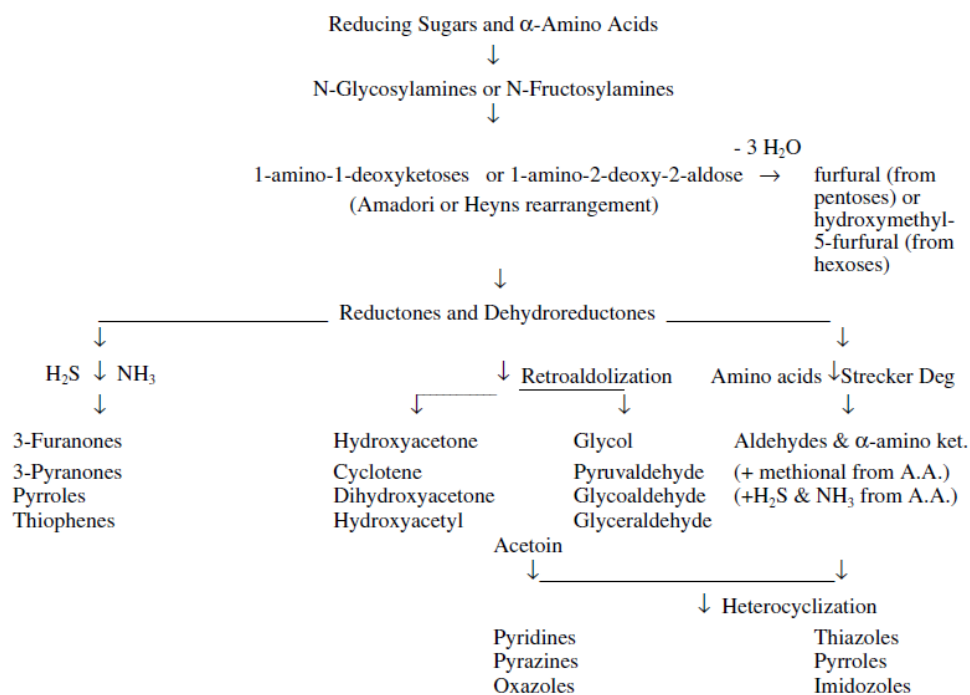 Reducing Sugars and α-Amino Acids
↓
N-Glycosylamines or N-Fructosylamines
↓
- 3 H₂O
1-amino-1-deoxyketoses or 1-amino-2-deoxy-2-aldose → furfural (from
(Amadori or Heyns rearrangement) pentoses) or
hydroxymethyl-
5-furfural (from
hexoses)
↓
Reductones and Dehydroreductones
↓ ↓
H₂S ↓ NH₃ ↓ Retroaldolization Amino acids ↓ Strecker Deg
↓ ↓ ↓ ↓
3-Furanones Hydroxyacetone Glycol Aldehydes & α-amino ket.
3-Pyranones Cyclotene Pyruvaldehyde (+ methional from A.A.)
Pyrroles Dihydroxyacetone Glycoaldehyde (+H₂S & NH₃ from A.A.)
Thiophenes Hydroxyacetyl Glyceraldehyde
Acetoin
↓ ↓
↓ Heterocyclization
Pyridines Thiazoles
Pyrazines Pyrroles
Oxazoles Imidozoles